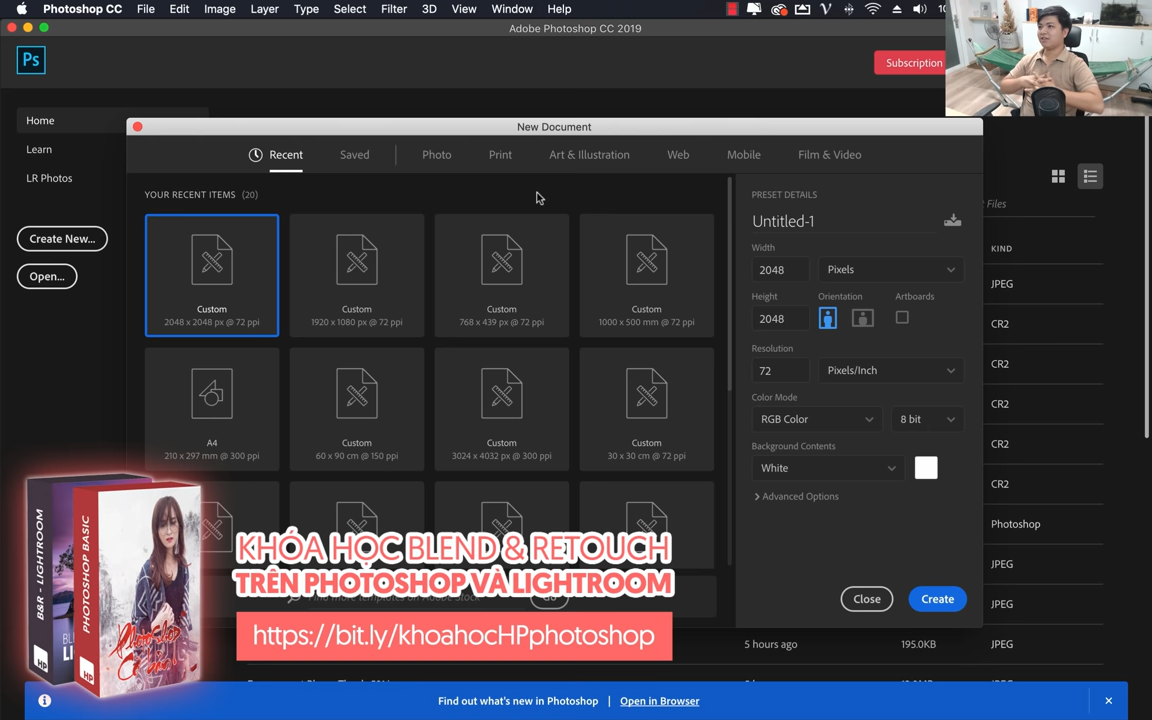 Photoshop CC File Edit Image Layer Type Select Filter 3D View Window Help
Adobe Photoshop CC 2019
Ps
Subscription
Home
Learn
LR Photos
Create New...
Open...
New Document
Recent Saved Photo Print Art & Illustration Web Mobile Film & Video
YOUR RECENT ITEMS (20)
Custom
2048 x 2048 px @ 72 ppi
Custom
1920 x 1080 px @ 72 ppi
Custom
768 x 439 px @ 72 ppi
Custom
1000 x 500 mm @ 72 ppi
A4
210 x 297 mm @ 300 ppi
Custom
60 x 90 cm @ 150 ppi
Custom
3024 x 4032 px @ 300 ppi
Custom
30 x 30 cm @ 72 ppi
PRESET DETAILS
Untitled-1
Width
2048 Pixels
Height Orientation Artboards
2048
Resolution
72 Pixels/Inch
Color Mode
RGB Color 8 bit
Background Contents
White
Advanced Options
Close Create
Files
KIND
JPEG
CR2
CR2
CR2
CR2
CR2
Photoshop
JPEG
JPEG
5 hours ago 195.0KB JPEG
B&R - LIGHTROOM
PHOTOSHOP BASIC
Photoshop
Cơ bản
HP
HP
KHÓA HỌC BLEND & RETOUCH
TRÊN PHOTOSHOP VÀ LIGHTROOM
https://bit.ly/khoahocHPphotoshop
Find out what's new in Photoshop | Open in Browser